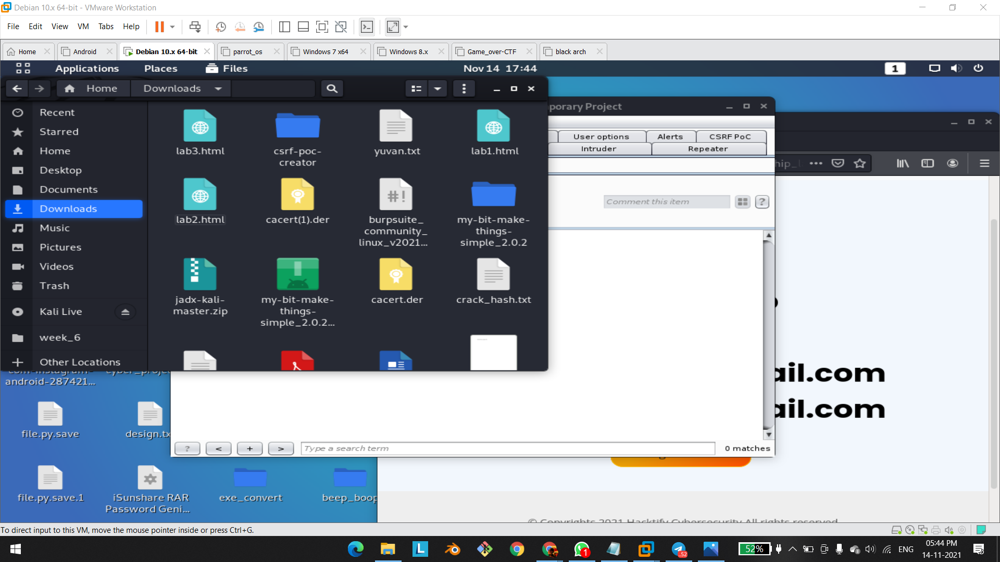 Debian 10.x 64-bit - VMware Workstation
File Edit View VM Tabs Help
Home Android Debian 10.x 64-bit parrot_os Windows 7 x64 Windows 8.x Game_over-CTF black arch
Applications Places Files Nov 14 17:44 1
Home Downloads
porary Project
Recent
Starred
Home
Desktop
Documents
Downloads
Music
Pictures
Videos
Trash
Kali Live
week_6
Other Locations
lab3.html
csrf-poc-
creator
yuvan.txt
lab1.html
lab2.html
cacert(1).der
burpsuite_
community_
linux_v2021...
my-bit-make-
things-
simple_2.0.2
jadx-kali-
master.zip
my-bit-make-
things-
simple_2.0.2...
cacert.der
crack_hash.txt
User options Alerts CSRF PoC
Intruder Repeater
hip_
Comment this item
?
ail.com
ail.com
android-287421...
file.py.save
design.tx
file.py.save.1
iSunshare RAR
Password Geni...
exe_convert
beep_boop
? < + > Type a search term 0 matches
© Copyrights 2021 Hacktify Cybersecurity All rights reserved
To direct input to this VM, move the mouse pointer inside or press Ctrl+G.
L 1 52 52% ENG
05:44 PM
14-11-2021